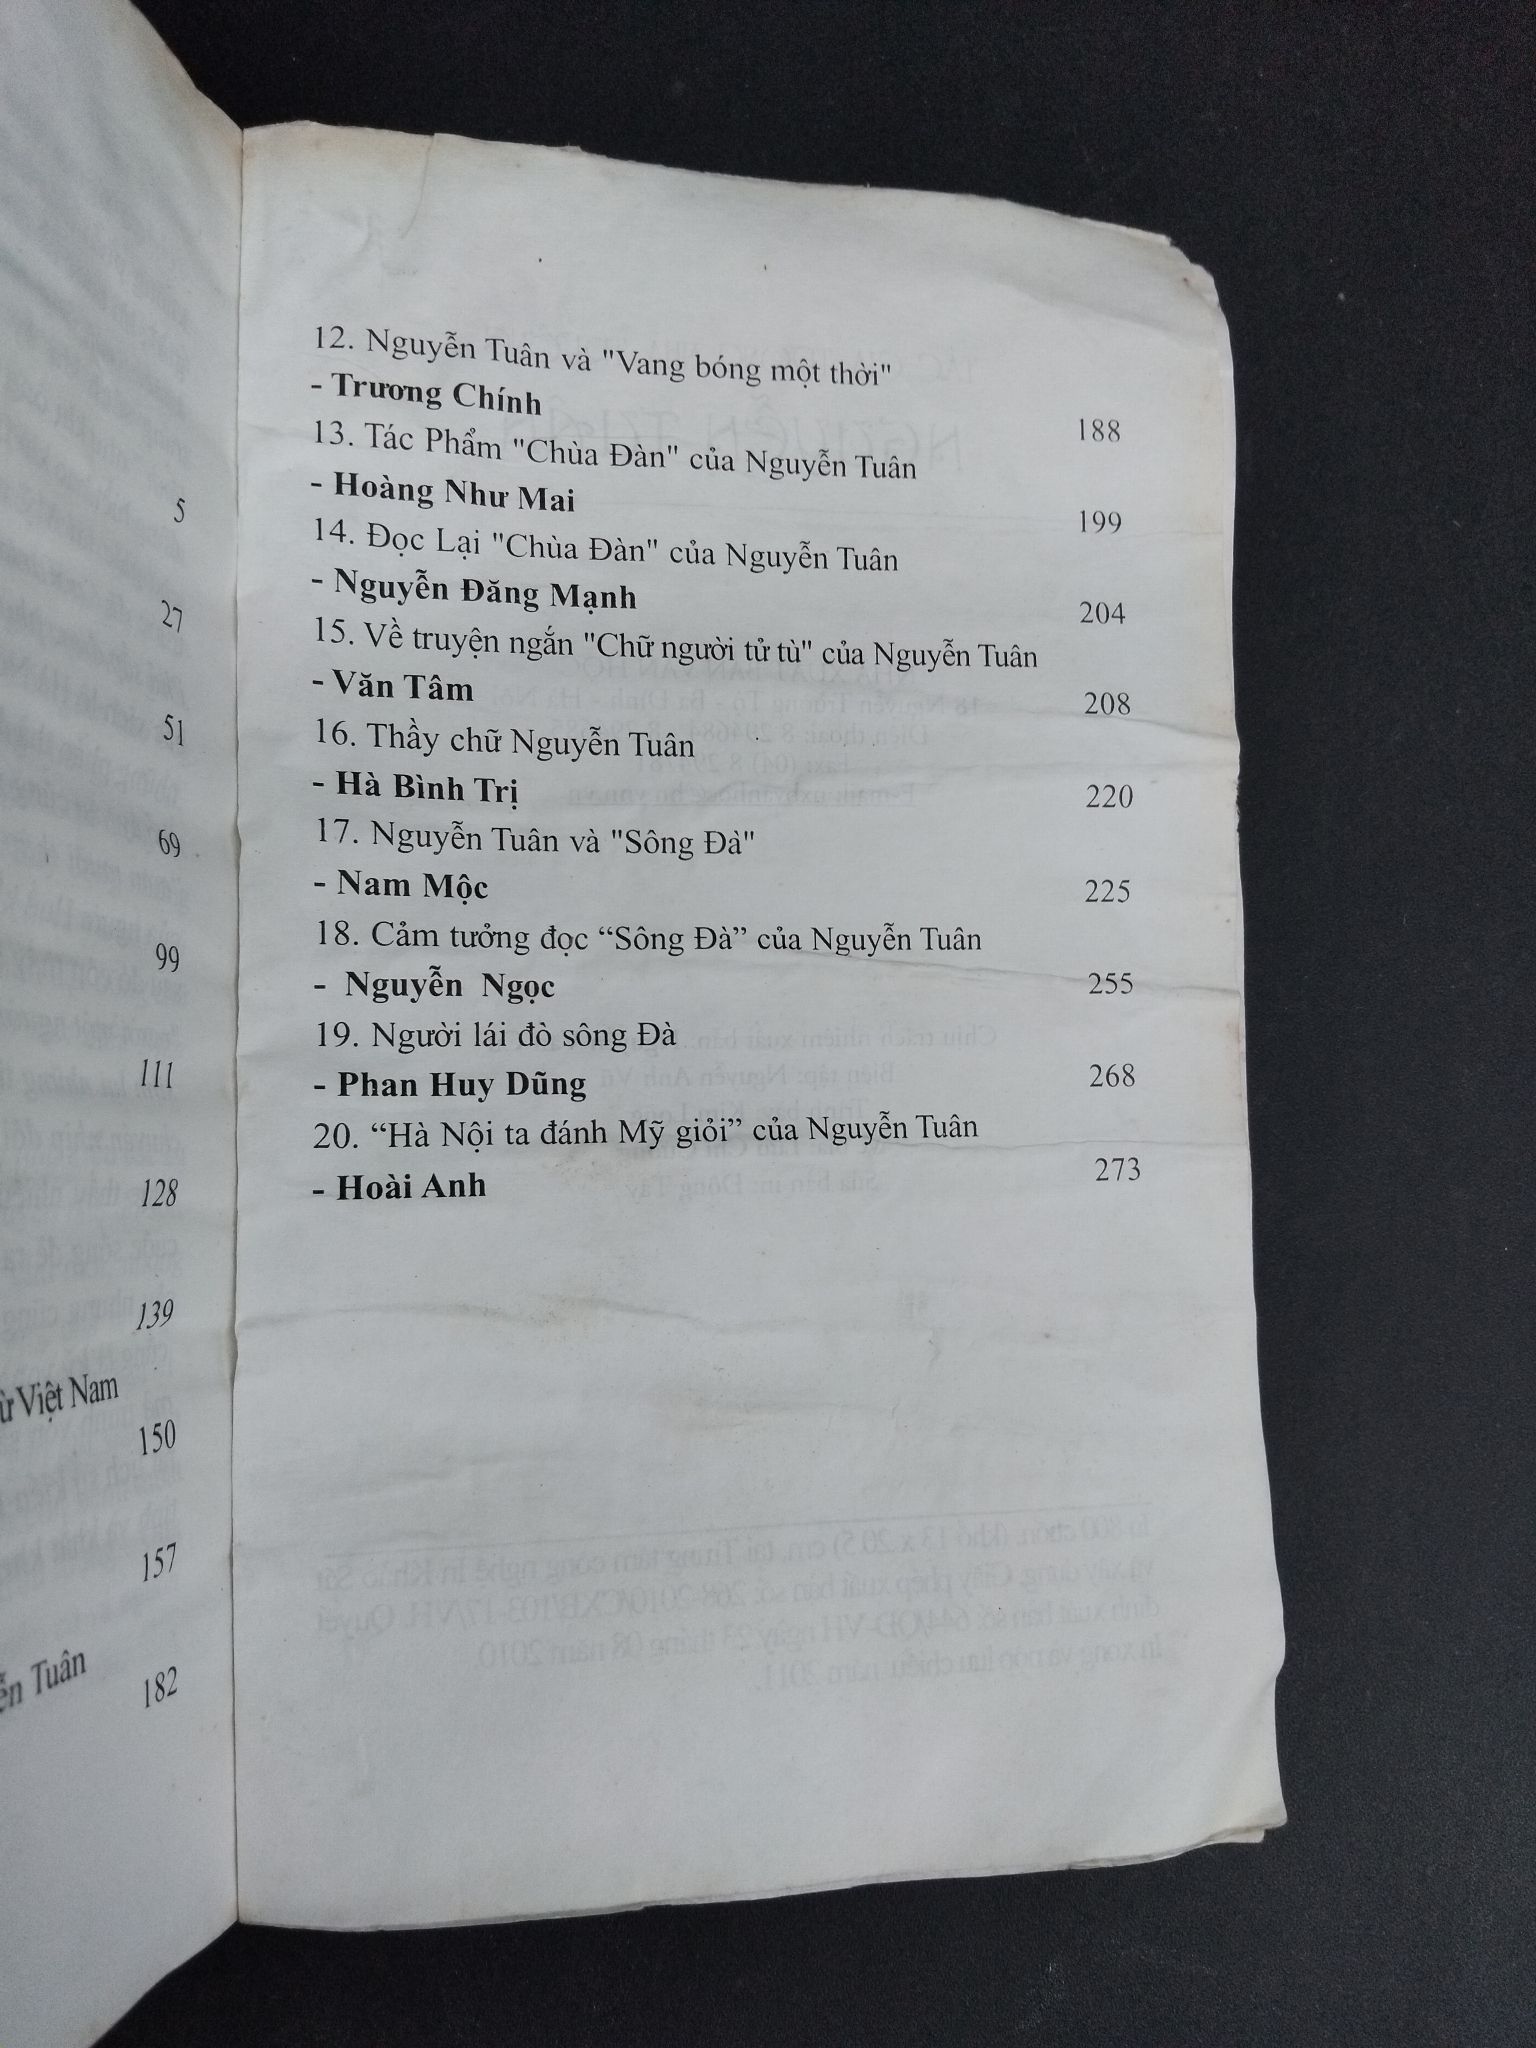 5
27
51
69
99
111
128
139
Việt Nam
150
157
Tuân
182
12. Nguyễn Tuân và "Vang bóng một thời"
- Trương Chính 188
13. Tác Phẩm "Chùa Đàn" của Nguyễn Tuân
- Hoàng Như Mai 199
14. Đọc Lại "Chùa Đàn" của Nguyễn Tuân
- Nguyễn Đăng Mạnh 204
15. Về truyện ngắn "Chữ người tử tù" của Nguyễn Tuân
- Văn Tâm 208
16. Thầy chữ Nguyễn Tuân
- Hà Bình Trị 220
17. Nguyễn Tuân và "Sông Đà"
- Nam Mộc 225
18. Cảm tưởng đọc “Sông Đà” của Nguyễn Tuân
- Nguyễn Ngọc 255
19. Người lái đò sông Đà
- Phan Huy Dũng 268
20. “Hà Nội ta đánh Mỹ giỏi” của Nguyễn Tuân
- Hoài Anh 273